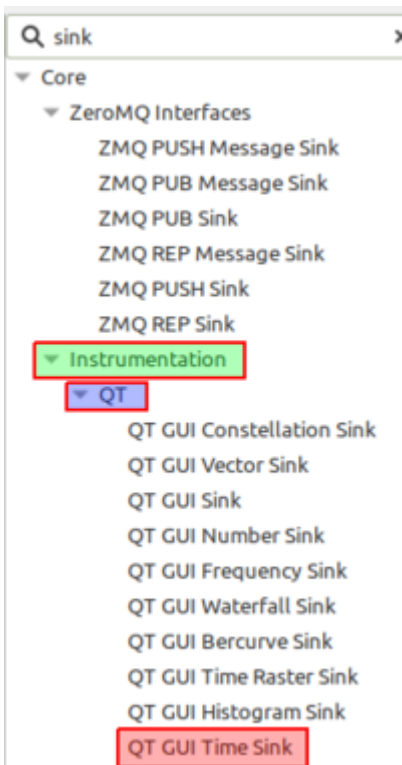 sink
Core
ZeroMQ Interfaces
ZMQ PUSH Message Sink
ZMQ PUB Message Sink
ZMQ PUB Sink
ZMQ REP Message Sink
ZMQ PUSH Sink
ZMQ REP Sink
Instrumentation
QT
QT GUI Constellation Sink
QT GUI Vector Sink
QT GUI Sink
QT GUI Number Sink
QT GUI Frequency Sink
QT GUI Waterfall Sink
QT GUI Bercurve Sink
QT GUI Time Raster Sink
QT GUI Histogram Sink
QT GUI Time Sink